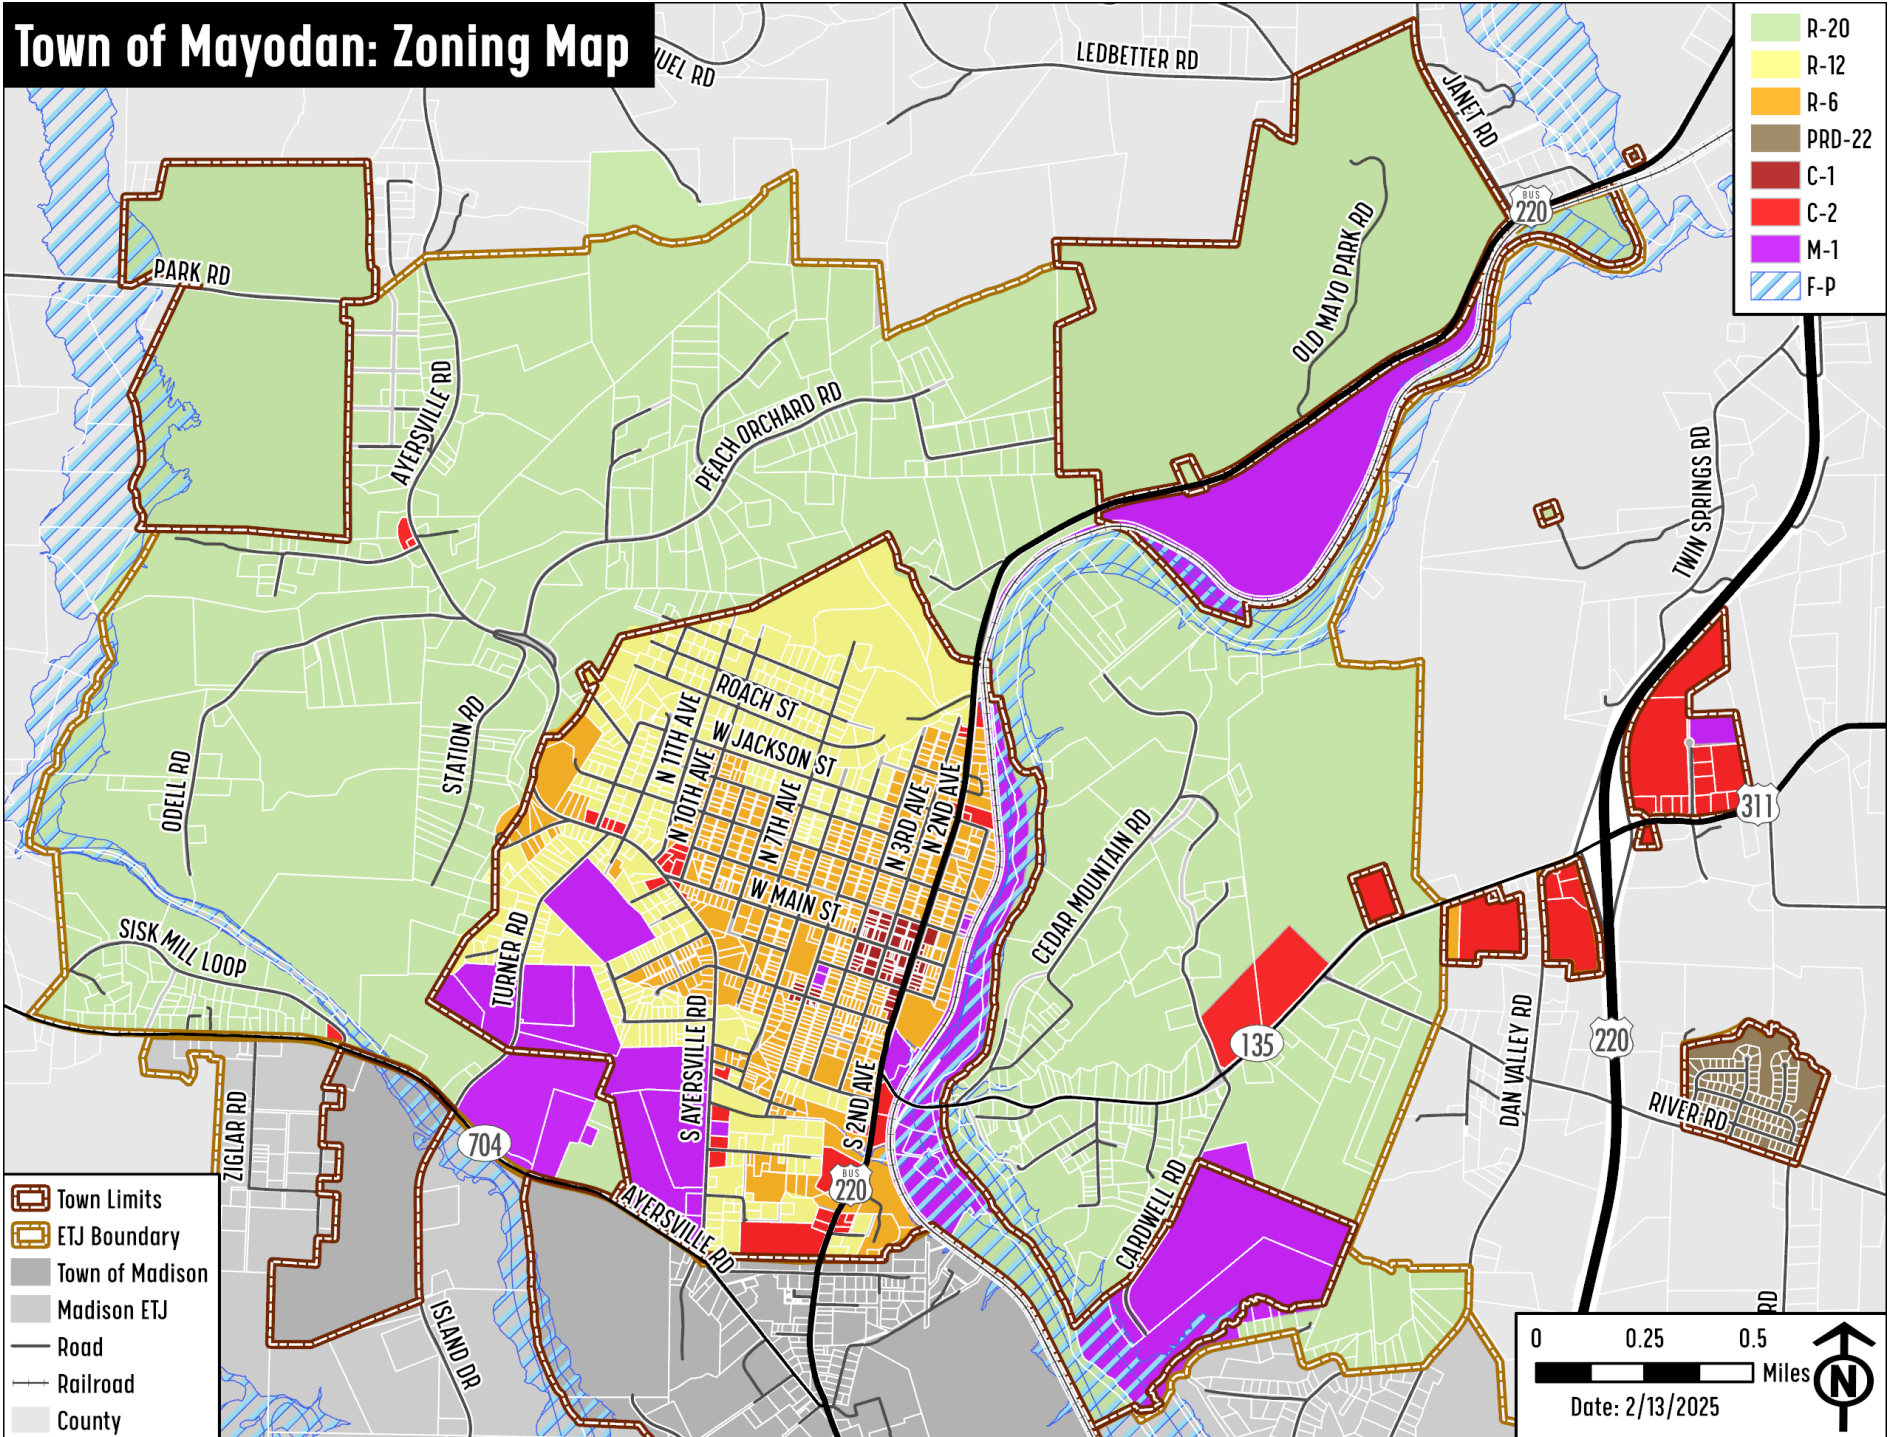 Town of Mayodan: Zoning Map
UEL RD
LEDBETTER RD
JANET RD
R-20
R-12
R-6
PRD-22
C-1
C-2
M-1
F-P
BUS
220
PARK RD
OLD MAYO PARK RD
AYERSVILLE RD
PEACH ORCHARD RD
TWIN SPRINGS RD
ROACH ST
N 11TH AVE
W JACKSON ST
STATION RD
ODELL RD
N 10TH AVE
N 7TH AVE
N 3RD AVE
N 2ND AVE
311
W MAIN ST
CEDAR MOUNTAIN RD
SISK MILL LOOP
TURNER RD
S AYERSVILLE RD
135
220
DAN VALLEY RD
RIVER RD
S 2ND AVE
ZIGLAR RD
704
BUS
220
AYERSVILLE RD
CARDWELL RD
ISLAND DR
RD
Town Limits
ETJ Boundary
Town of Madison
Madison ETJ
Road
Railroad
County
0 0.25 0.5
Miles
N
Date: 2/13/2025